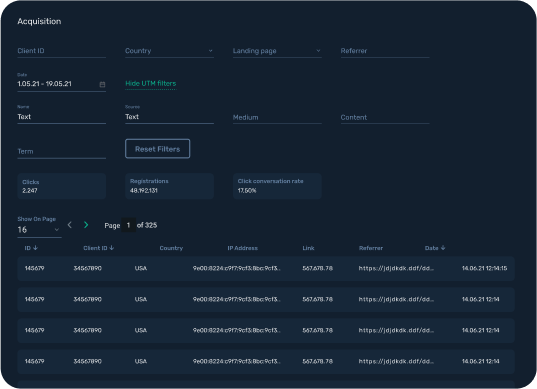 Acquisition
Client ID Country Landing page Referrer
Date
1.05.21 - 19.05.21 Hide UTM filters
Name Source
Text Text Medium Content
Term Reset Filters
Clicks Registrations Click conversation rate
2.247 48,192,131 17,50%
Show On Page
16 Page 1 of 325
ID Client ID Country IP Address Link Referrer Date
145679 34567890 USA 9e00:8224:c9f7:9cf3:8bc:9cf3... 567.678.78 https://jdjdkdk.ddf/dd... 14.06.21 12:14:15
145679 34567890 USA 9e00:8224:c9f7:9cf3:8bc:9cf3... 567.678.78 https://jdjdkdk.ddf/dd... 14.06.21 12:14
145679 34567890 USA 9e00:8224:c9f7:9cf3:8bc:9cf3... 567.678.78 https://jdjdkdk.ddf/dd... 14.06.21 12:14
145679 34567890 USA 9e00:8224:c9f7:9cf3:8bc:9cf3... 567.678.78 https://jdjdkdk.ddf/dd... 14.06.21 12:14